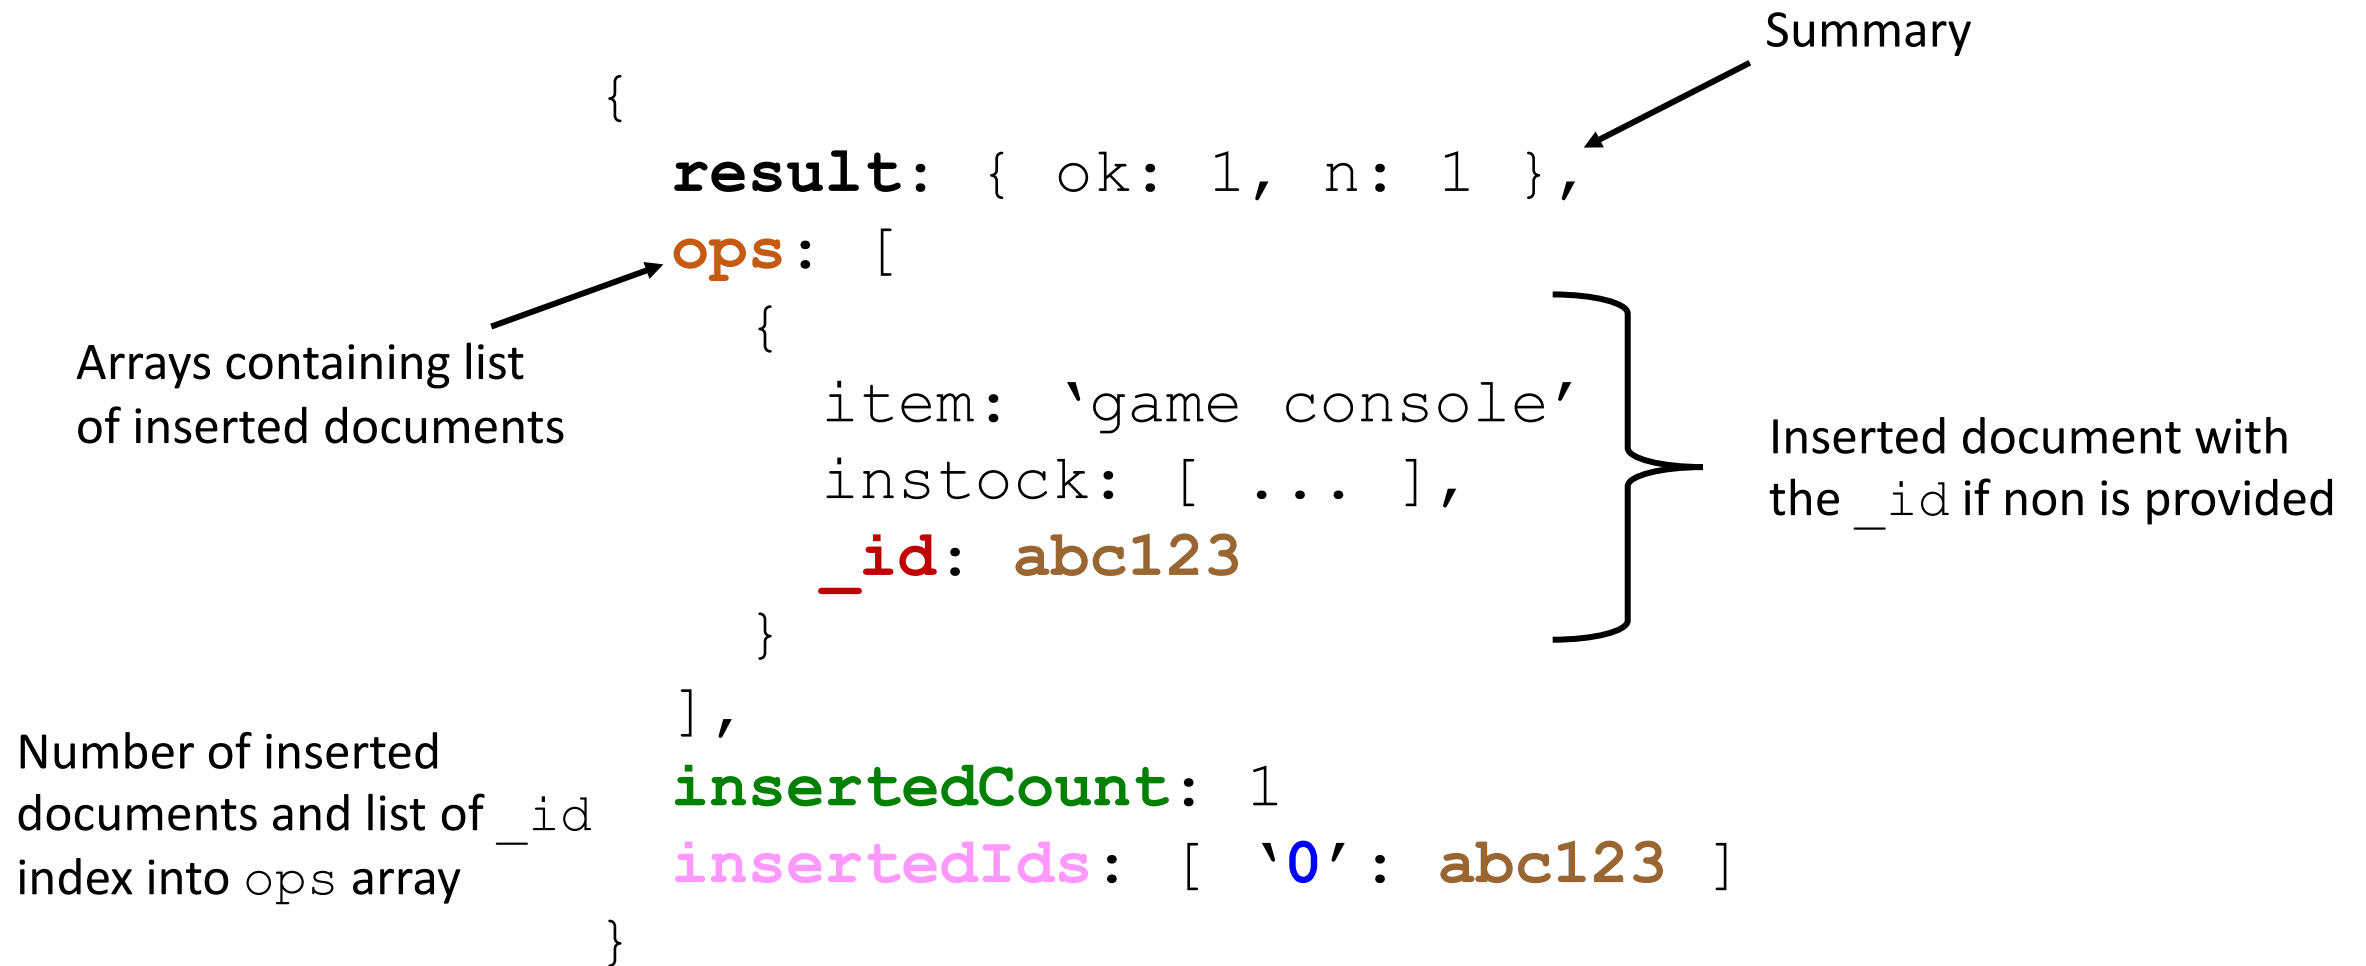 Summary
{
result: { ok: 1, n: 1 },
ops: [
{
Arrays containing list
of inserted documents
item: ‘game console’
instock: [ ... ],
_id: abc123
}
Inserted document with
the _id if non is provided
],
Number of inserted
documents and list of _id
index into ops array
insertedCount: 1
insertedIds: [ ‘0’: abc123 ]
}